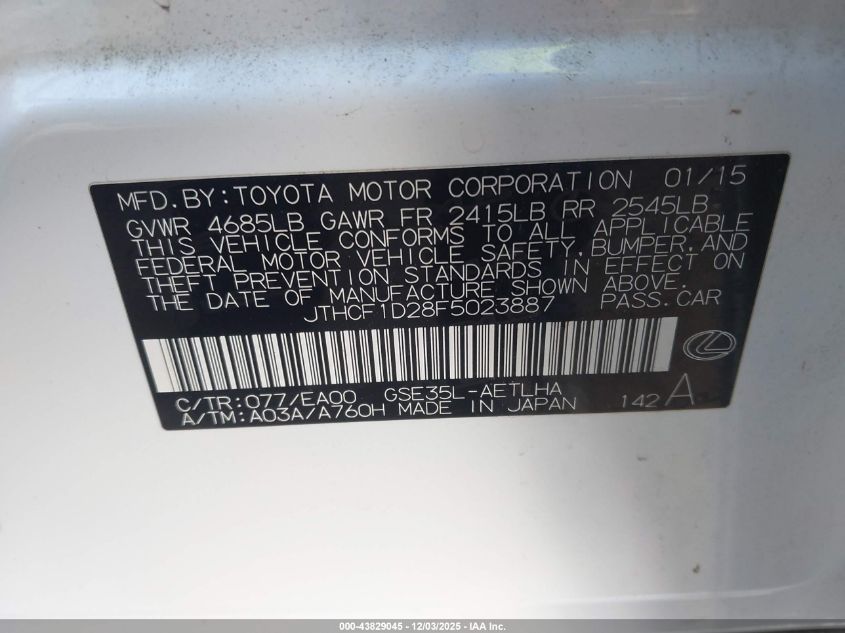 MFD. BY: TOYOTA MOTOR CORPORATION 01/15
GVWR 4685LB GAWR FR 2415LB RR 2545LB
THIS VEHICLE CONFORMS TO ALL APPLICABLE
FEDERAL MOTOR VEHICLE SAFETY, BUMPER, AND
THEFT PREVENTION STANDARDS IN EFFECT ON
THE DATE OF MANUFACTURE SHOWN ABOVE.
JTHCF1D28F5023887 PASS. CAR
C/TR: 077/EA00 GSE35L-AETLHA
A/TM: A03A/A760H MADE IN JAPAN 142 A
000-43829045 - 12/03/2025 - IAA Inc.